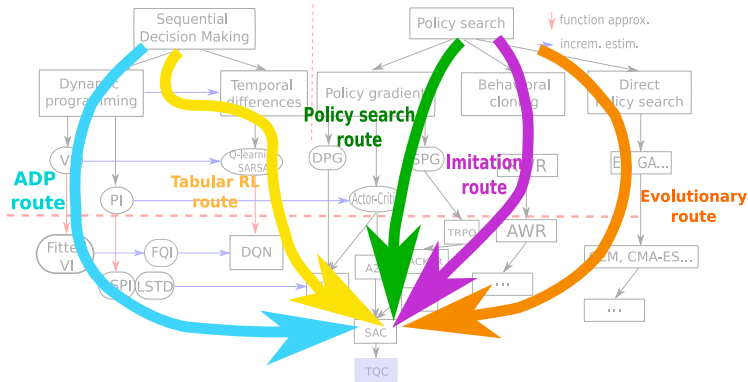 Sequential
Decision Making
Policy search
function approx.
increm. estim.
Dynamic
programming
Temporal
differences
Policy gradient
Behavioral
cloning
Direct
Policy search
Policy search
route
Q-learning
SARSA
DPG
SPG
Imitation
route
ADP
route
Tabular RL
route
PI
Actor-Critic
Evolutionary
route
TRPO
AWR
Fitted
VI
FQI
DQN
LSTD
CEM, CMA-ES...
...
...
SAC
TQC